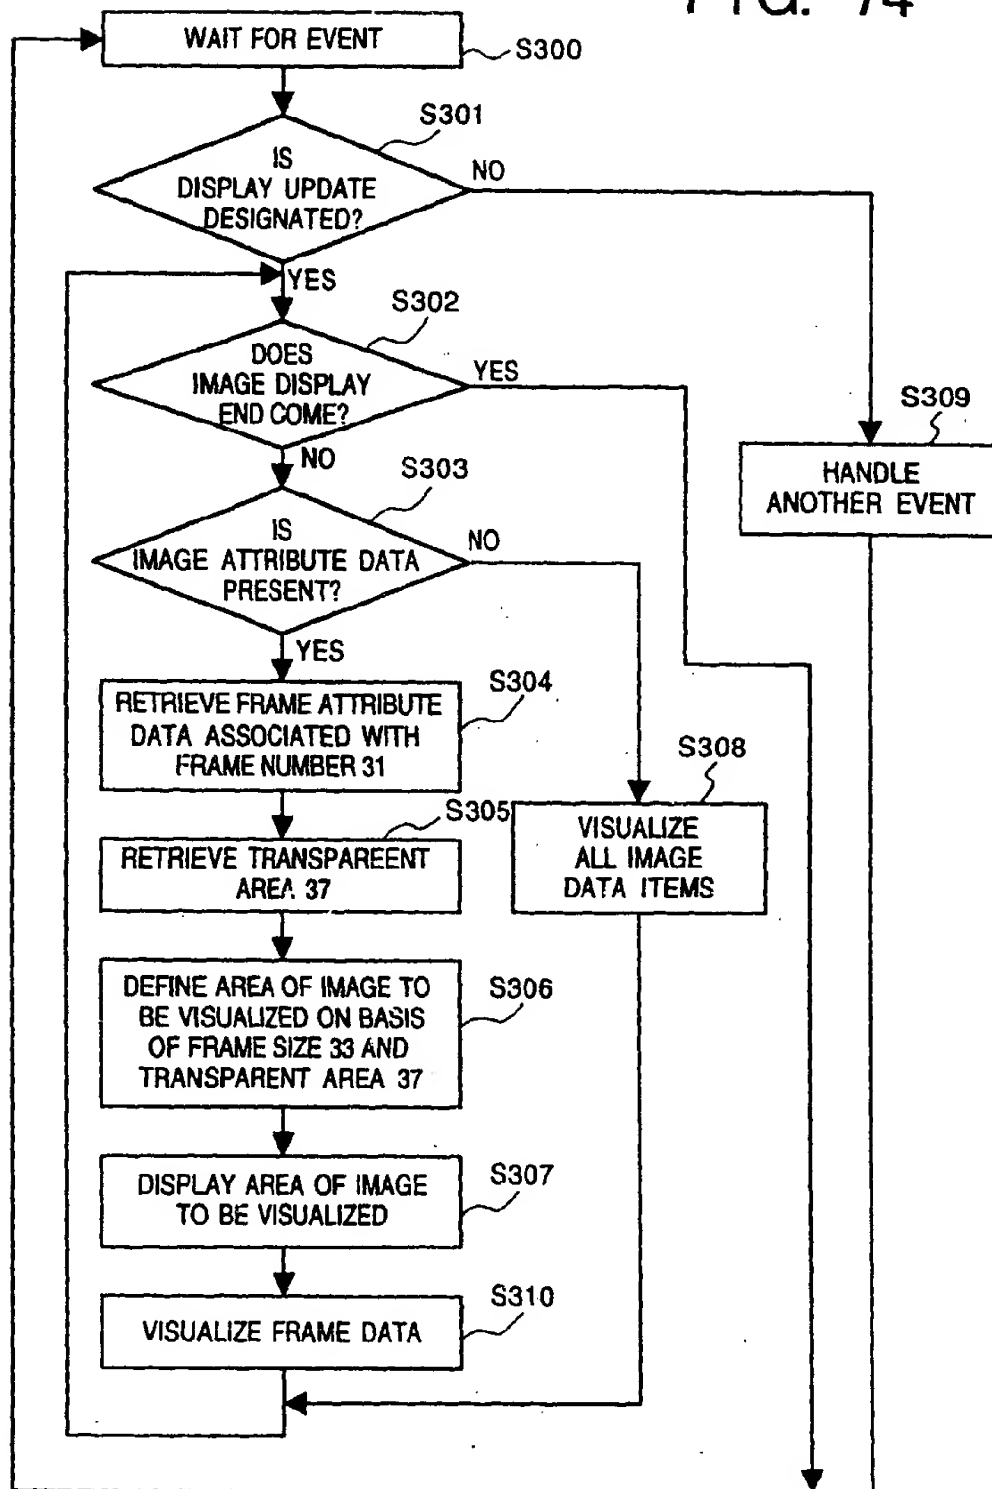 FIG. 74
WAIT FOR EVENT
S300
S301
IS
DISPLAY UPDATE
DESIGNATED?
NO
YES
S302
DOES
IMAGE DISPLAY
END COME?
YES
S309
HANDLE
ANOTHER EVENT
NO
S303
IS
IMAGE ATTRIBUTE DATA
PRESENT?
NO
YES
S304
RETRIEVE FRAME ATTRIBUTE
DATA ASSOCIATED WITH
FRAME NUMBER 31
S308
VISUALIZE
ALL IMAGE
DATA ITEMS
S305
RETRIEVE TRANSPAREENT
AREA 37
S306
DEFINE AREA OF IMAGE TO
BE VISUALIZED ON BASIS
OF FRAME SIZE 33 AND
TRANSPARENT AREA 37
S307
DISPLAY AREA OF IMAGE
TO BE VISUALIZED
S310
VISUALIZE FRAME DATA